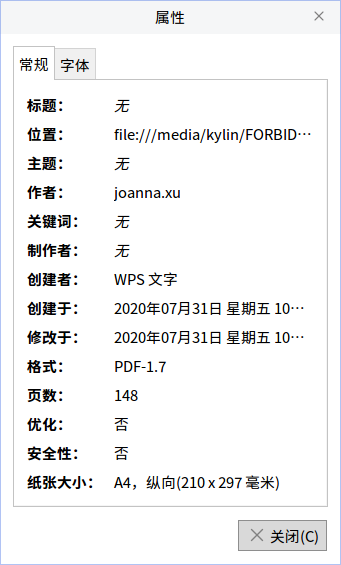 属性
常规 字体
标题： 无
位置： file:///media/kylin/FORBID…
主题： 无
作者： joanna.xu
关键词： 无
制作者： 无
创建者： WPS 文字
创建于： 2020年07月31日 星期五 10…
修改于： 2020年07月31日 星期五 10…
格式： PDF-1.7
页数： 148
优化： 否
安全性： 否
纸张大小： A4，纵向(210 x 297 毫米)
关闭(C)